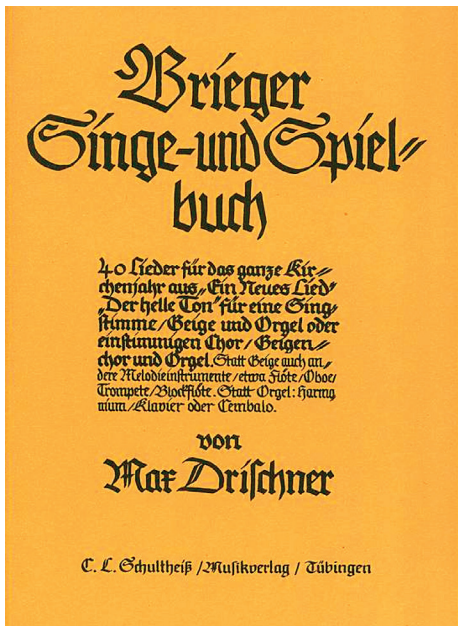 Brieger
Singe-und Spiel=
buch
40 Lieder für das ganze Kir=
chenjahr aus „Ein Neues Lied"
„Der helle Ton" für eine Sing=
stimme/Geige und Orgel oder
einstimmigen Chor/Geigen=
chor und Orgel. Statt Geige auch an=
dere Melodieinstrumente/etwa Flöte/Oboe/
Trompete/Blockflöte. Statt Orgel: Harmo
nium/Klavier oder Cembalo.
von
Max Drischner
C. L. Schultheiß /Musikverlag / Tübingen